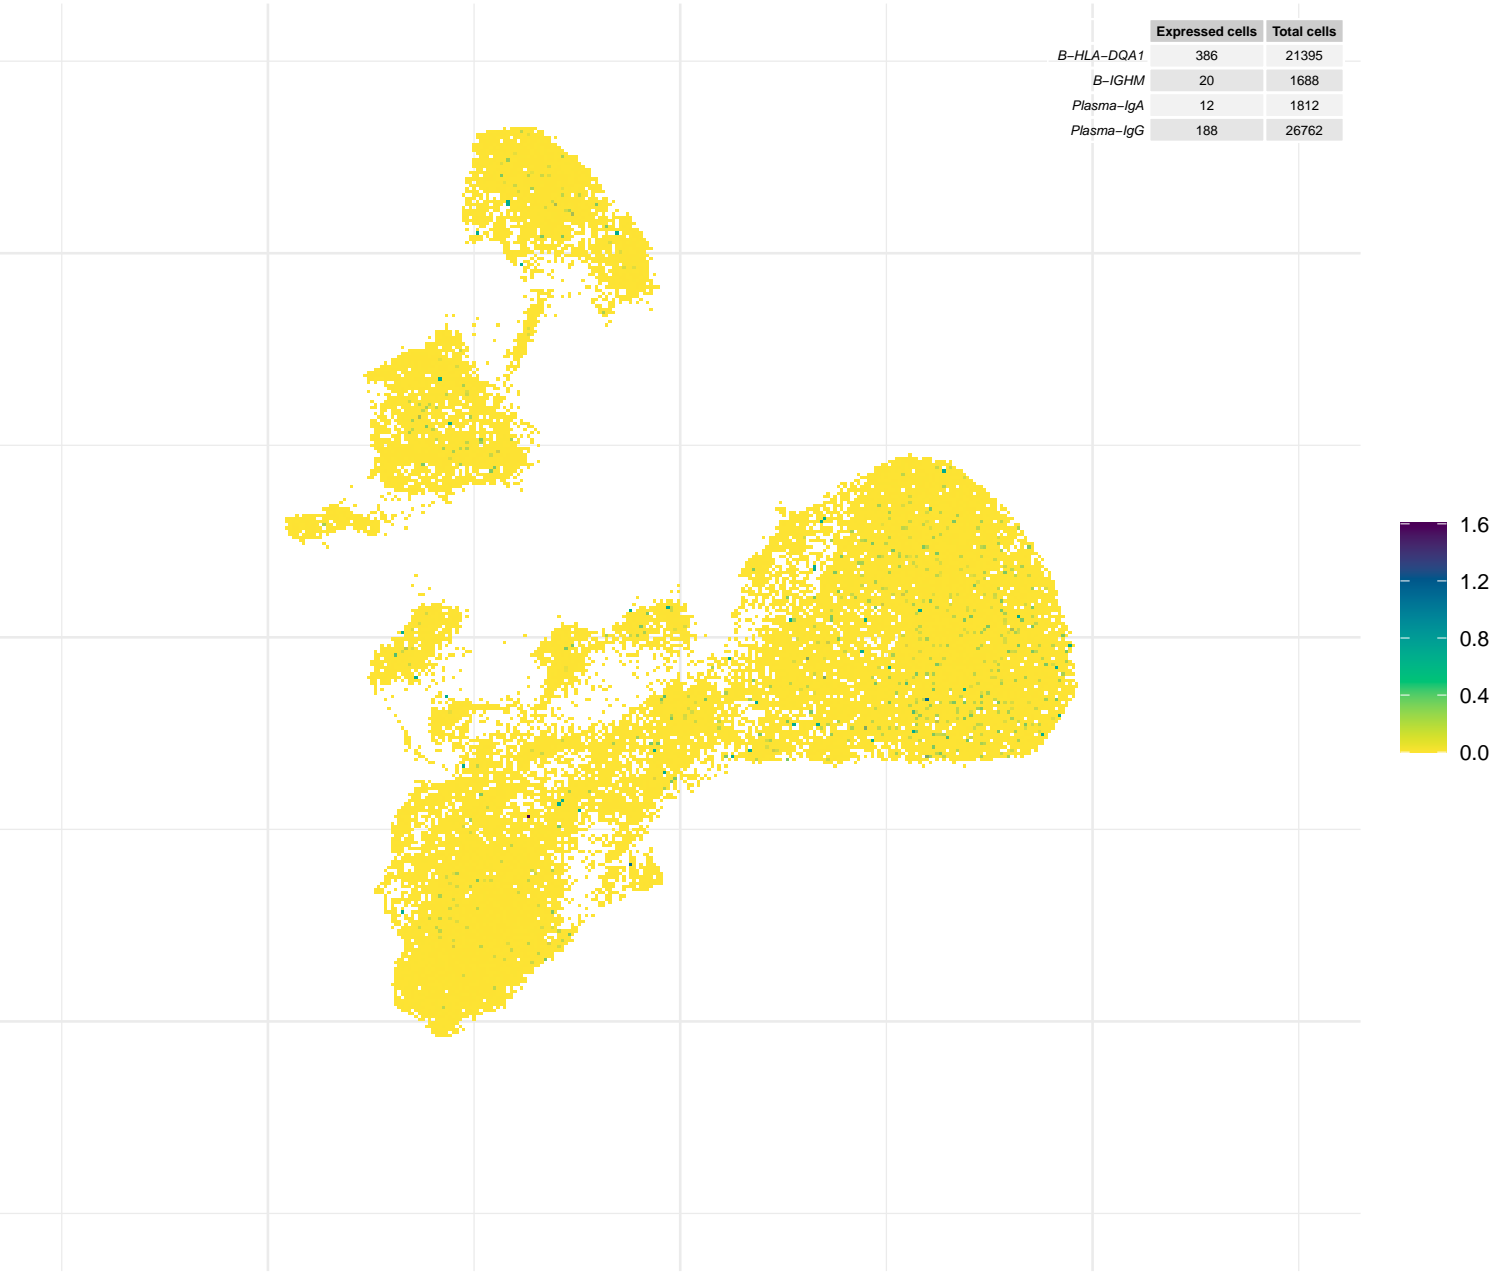 Expressed cells Total cells
B−HLA−DQA1 386 21395
B−IGHM 20 1688
Plasma−IgA 12 1812
Plasma−IgG 188 26762
1.6
1.2
0.8
0.4
0.0